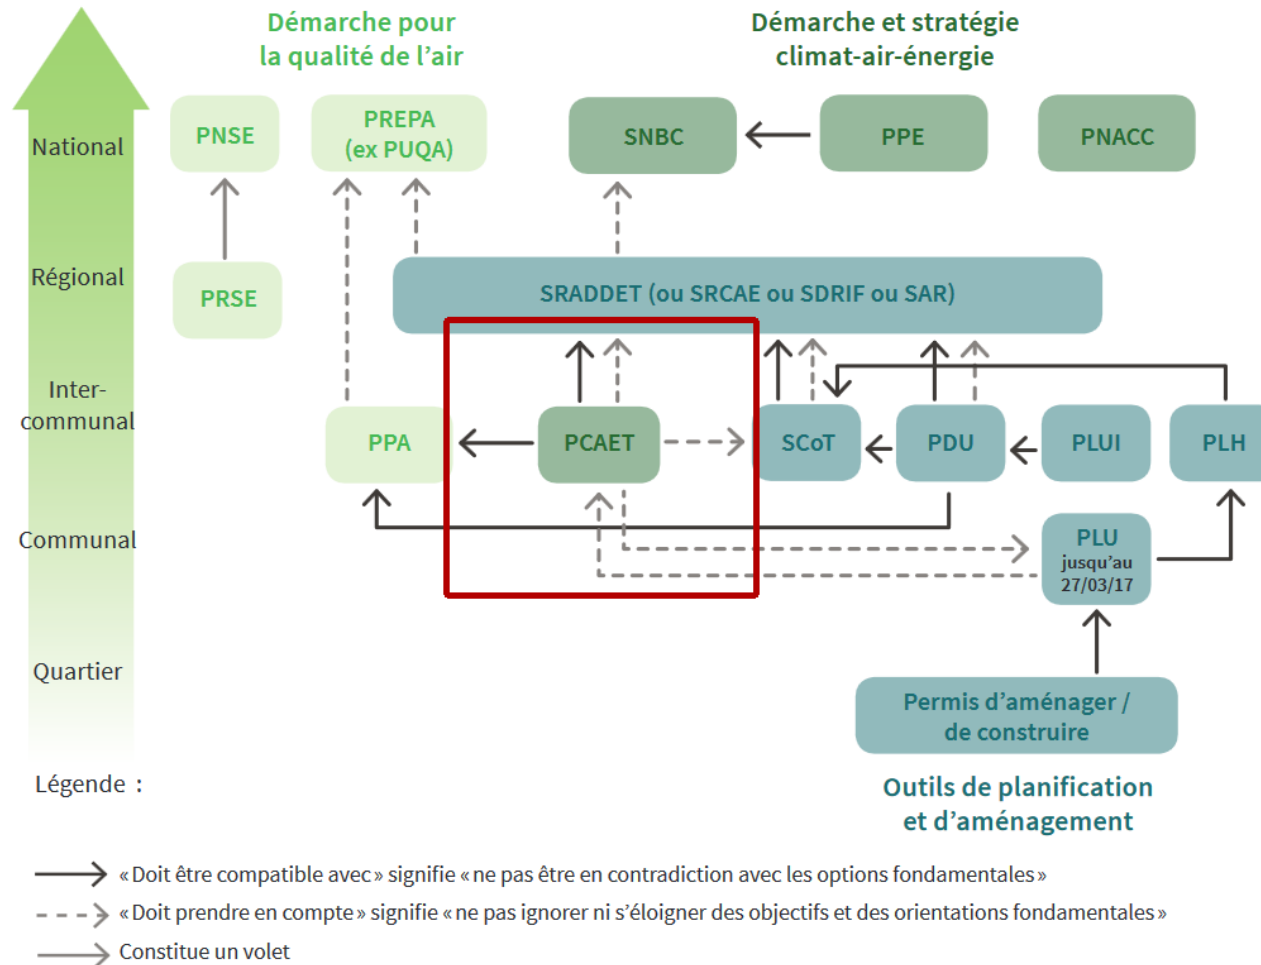 Démarche pour
la qualité de l’air
Démarche et stratégie
climat-air-énergie
National
PNSE
PREPA
(ex PUQA)
SNBC
PPE
PNACC
Régional
PRSE
SRADDET (ou SRCAE ou SDRIF ou SAR)
Inter-
communal
PPA
PCAET
SCoT
PDU
PLUI
PLH
Communal
PLU
jusqu’au
27/03/17
Quartier
Permis d’aménager /
de construire
Outils de planification
et d’aménagement
Légende :
« Doit être compatible avec » signifie « ne pas être en contradiction avec les options fondamentales »
« Doit prendre en compte » signifie « ne pas ignorer ni s’éloigner des objectifs et des orientations fondamentales »
Constitue un volet